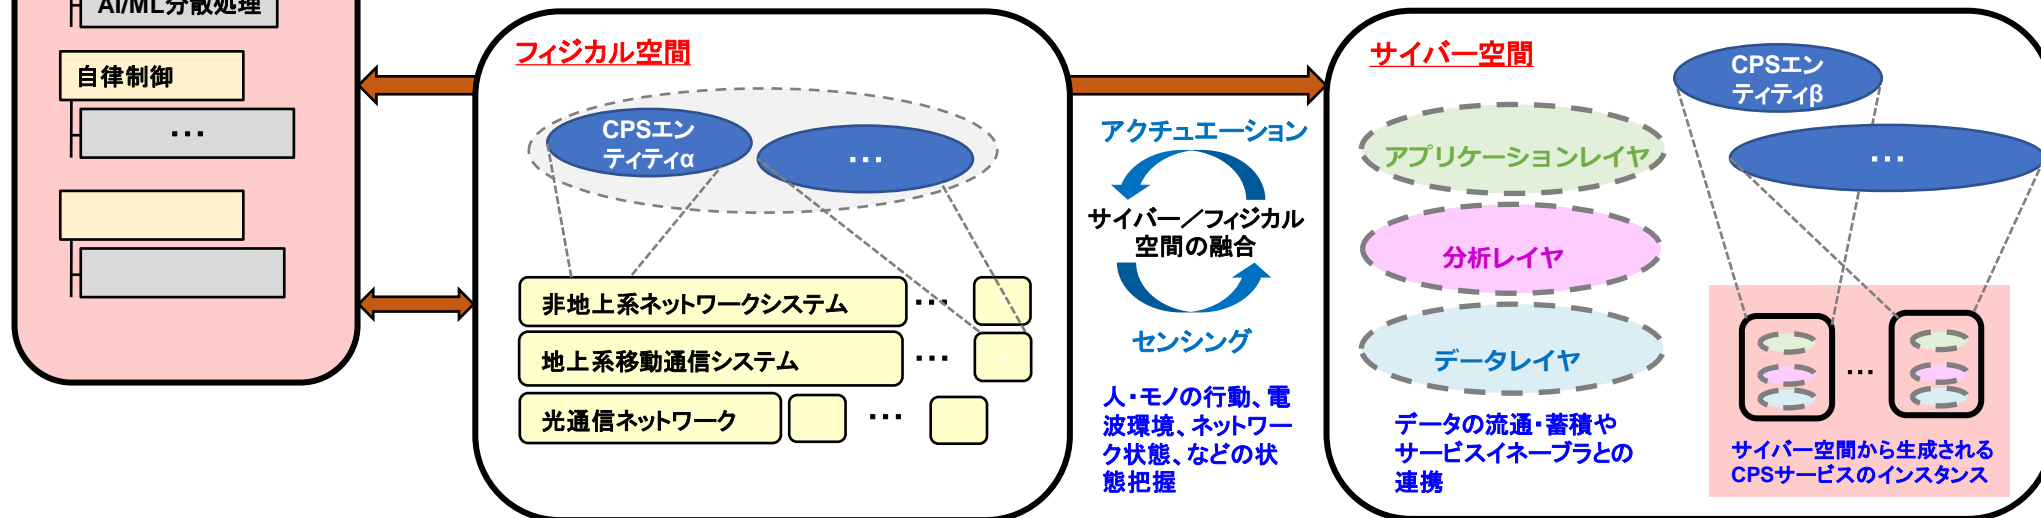 AI/ML分散処理
自律制御
…
フィジカル空間
CPSエン
ティティα
…
非地上系ネットワークシステム
…
地上系移動通信システム
…
光通信ネットワーク
…
アクチュエーション
サイバー／フィジカル
空間の融合
センシング
人・モノの行動、電
波環境、ネットワー
ク状態、などの状
態把握
サイバー空間
アプリケーションレイヤ
分析レイヤ
データレイヤ
データの流通・蓄積や
サービスイネーブラとの
連携
CPSエン
ティティβ
…
…
サイバー空間から生成される
CPSサービスのインスタンス